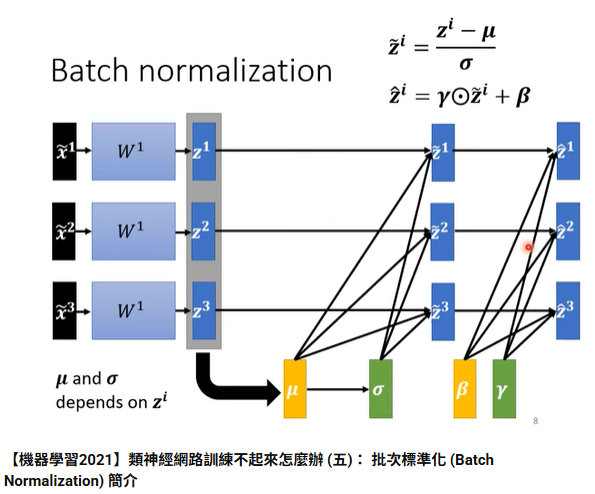 z̃ⁱ = (zⁱ − μ) / σ
Batch normalization
ẑⁱ = γ⊙z̃ⁱ + β
x̃¹ W¹ z¹ z̃¹ ẑ¹
x̃² W¹ z² z̃² ẑ²
x̃³ W¹ z³ z̃³ ẑ³
μ and σ
depends on zⁱ
μ σ β γ
8
【機器學習2021】類神經網路訓練不起來怎麼辦 (五)： 批次標準化 (Batch
Normalization) 簡介